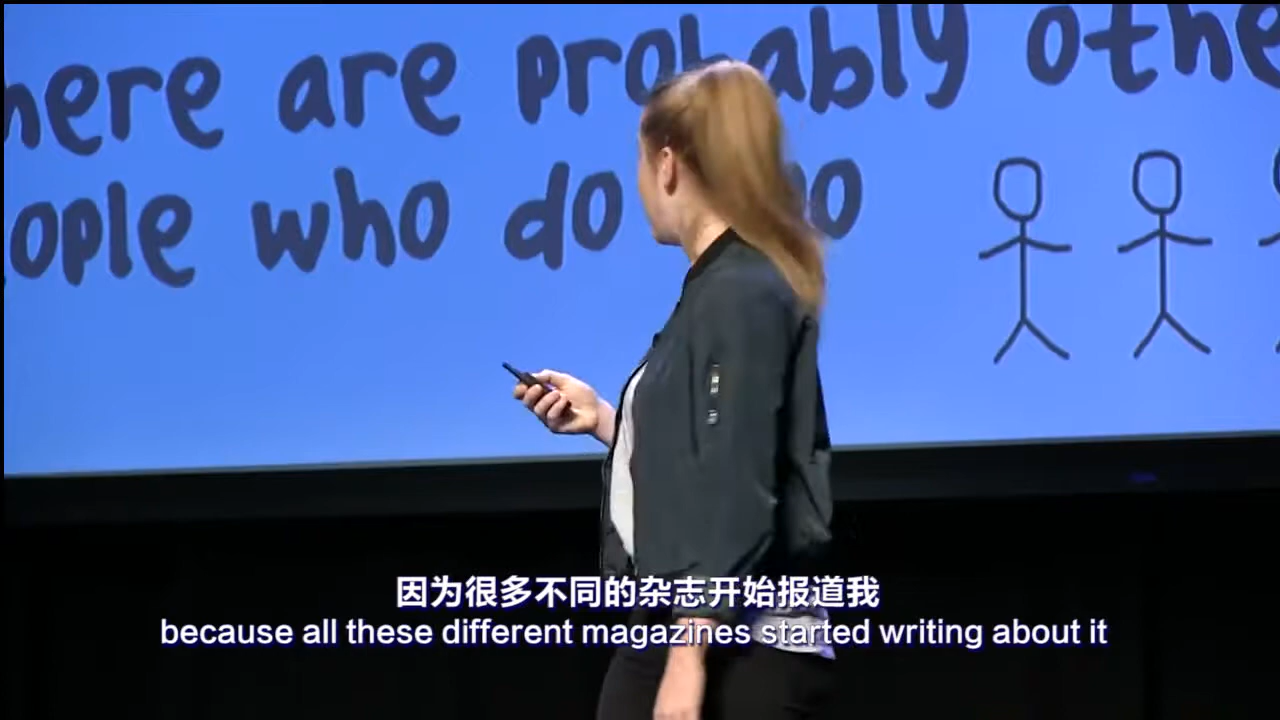 here are probably othe
ople who do o
因为很多不同的杂志开始报道我
because all these different magazines started writing about it